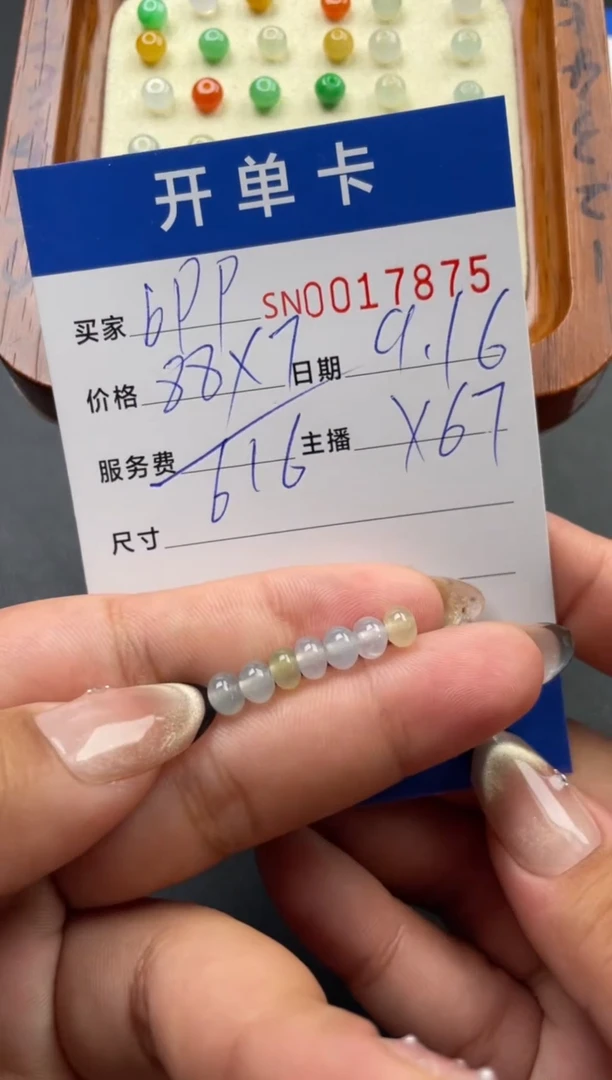 开单卡
买家 6PP SN0017875
价格 88X7 日期 9.16
服务费 616 主播 X67
尺寸